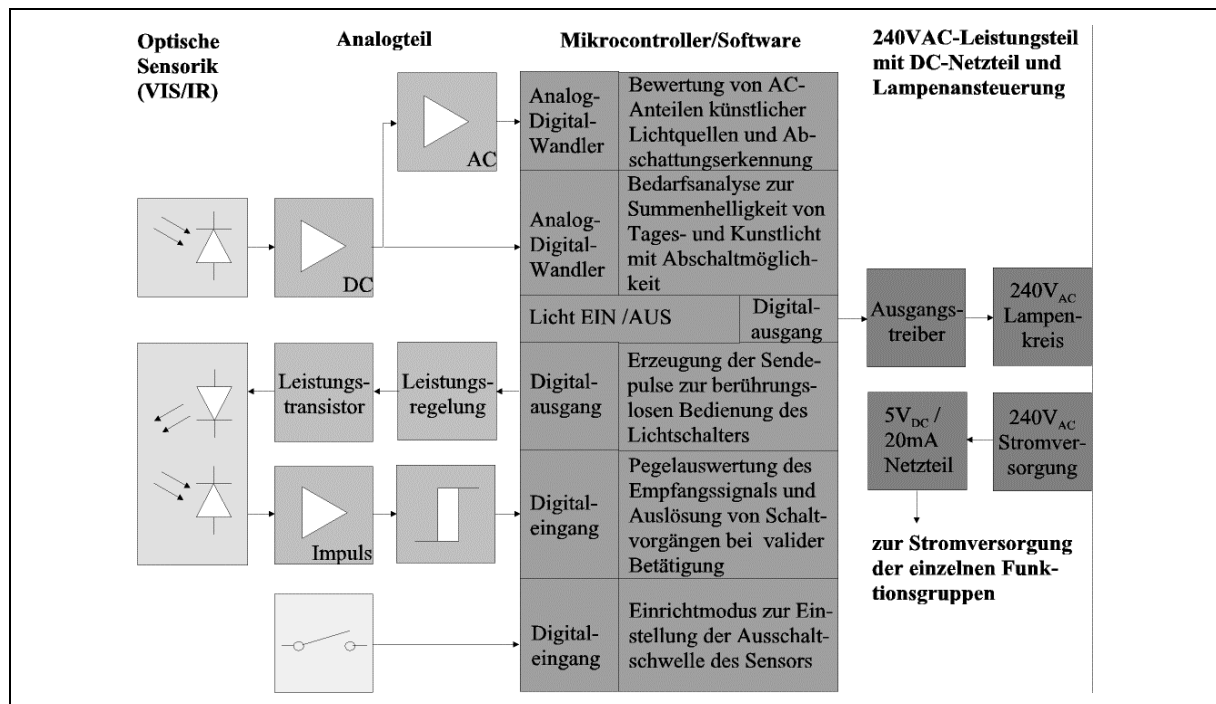 Optische
Sensorik
(VIS/IR)
Analogteil
Mikrocontroller/Software
240VAC-Leistungsteil
mit DC-Netzteil und
Lampenansteuerung
AC
Analog-
Digital-
Wandler
Bewertung von AC-
Anteilen künstlicher
Lichtquellen und Ab-
schattungserkennung
DC
Analog-
Digital-
Wandler
Bedarfsanalyse zur
Summenhelligkeit von
Tages- und Kunstlicht
mit Abschaltmöglich-
keit
Licht EIN /AUS
Digital-
ausgang
Ausgangs-
treiber
240VAC
Lampen-
kreis
Leistungs-
transistor
Leistungs-
regelung
Digital-
ausgang
Erzeugung der Sende-
pulse zur berührungs-
losen Bedienung des
Lichtschalters
5VDC /
20mA
Netzteil
240VAC
Stromver-
sorgung
Impuls
Digital-
eingang
Pegelauswertung des
Empfangssignals und
Auslösung von Schalt-
vorgängen bei valider
Betätigung
zur Stromversorgung
der einzelnen Funk-
tionsgruppen
Digital-
eingang
Einrichtmodus zur Ein-
stellung der Ausschalt-
schwelle des Sensors